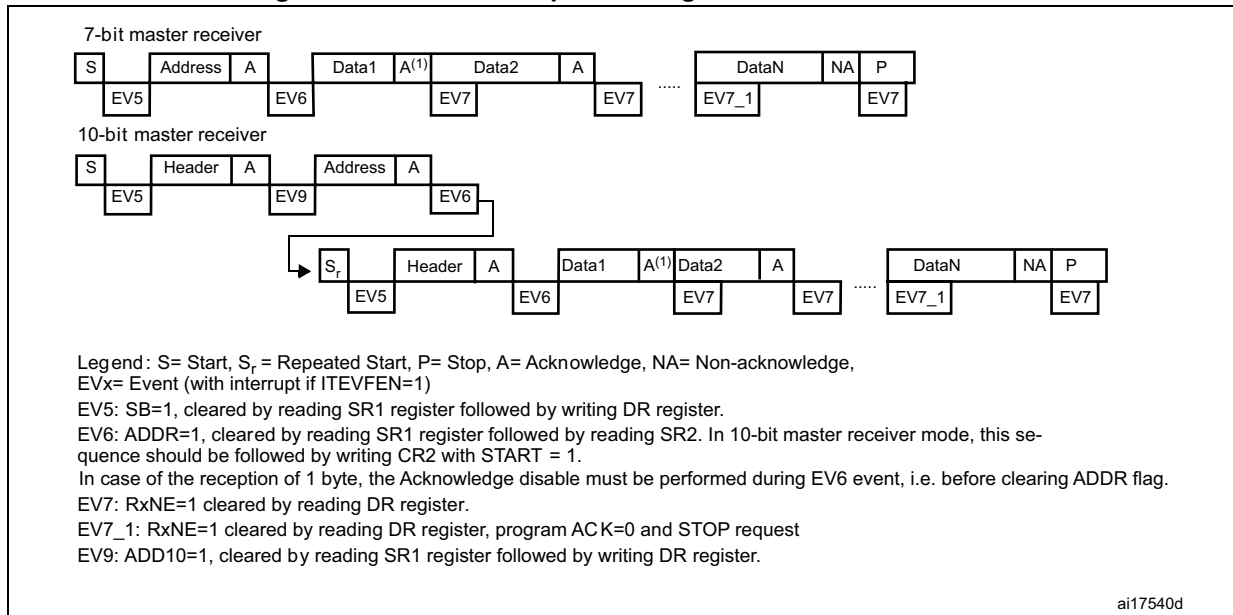 7-bit master receiver
S Address A Data1 A(1) Data2 A ..... DataN NA P
EV5 EV6 EV7 EV7 EV7_1 EV7
10-bit master receiver
S Header A Address A
EV5 EV9 EV6
Sr Header A Data1 A(1) Data2 A ..... DataN NA P
EV5 EV6 EV7 EV7 EV7_1 EV7
Legend: S= Start, Sr = Repeated Start, P= Stop, A= Acknowledge, NA= Non-acknowledge,
EVx= Event (with interrupt if ITEVFEN=1)
EV5: SB=1, cleared by reading SR1 register followed by writing DR register.
EV6: ADDR=1, cleared by reading SR1 register followed by reading SR2. In 10-bit master receiver mode, this se-
quence should be followed by writing CR2 with START = 1.
In case of the reception of 1 byte, the Acknowledge disable must be performed during EV6 event, i.e. before clearing ADDR flag.
EV7: RxNE=1 cleared by reading DR register.
EV7_1: RxNE=1 cleared by reading DR register, program ACK=0 and STOP request
EV9: ADD10=1, cleared by reading SR1 register followed by writing DR register.
ai17540d